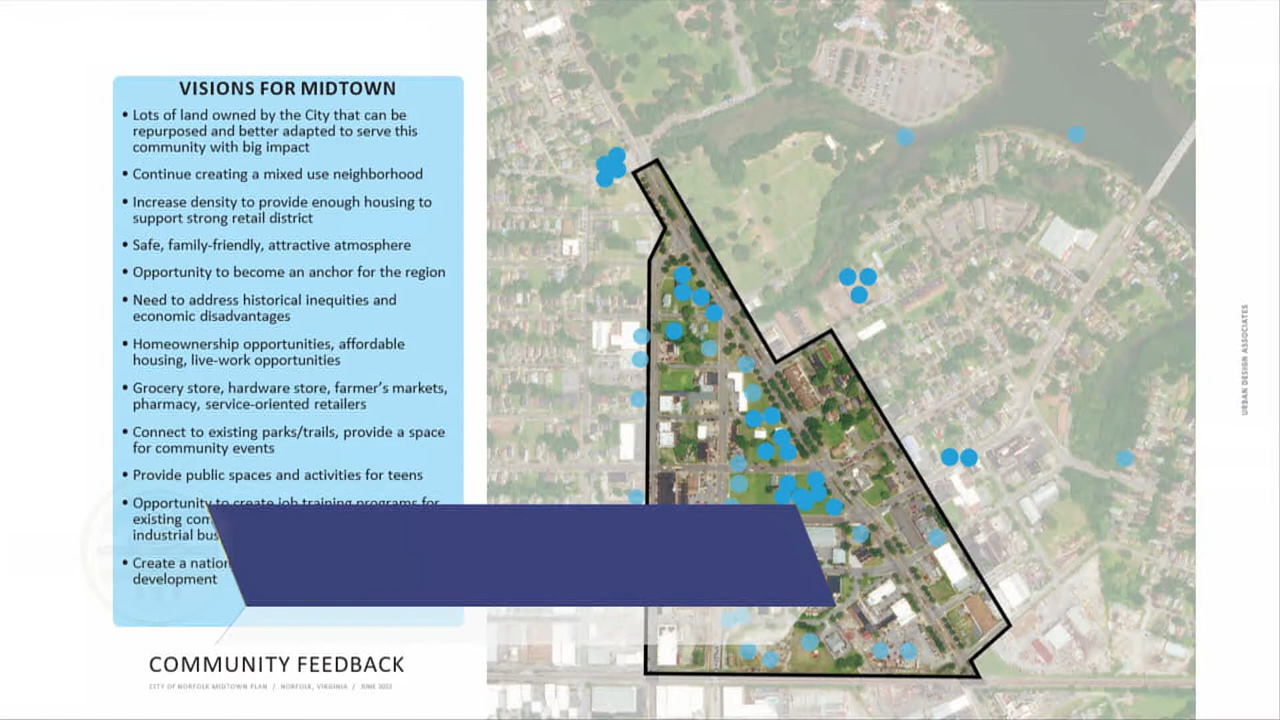 VISIONS FOR MIDTOWN
• Lots of land owned by the City that can be
repurposed and better adapted to serve this
community with big impact
• Continue creating a mixed use neighborhood
• Increase density to provide enough housing to
support strong retail district
• Safe, family-friendly, attractive atmosphere
• Opportunity to become an anchor for the region
• Need to address historical inequities and
economic disadvantages
• Homeownership opportunities, affordable
housing, live-work opportunities
• Grocery store, hardware store, farmer's markets,
pharmacy, service-oriented retailers
• Connect to existing parks/trails, provide a space
for community events
• Provide public spaces and activities for teens
• Opportunity to create job training programs for
existing
industrial
• Create a
development
COMMUNITY FEEDBACK
CITY OF NORFOLK MIDTOWN PLAN / NORFOLK, VIRGINIA / JUNE 2022
URBAN DESIGN ASSOCIATES